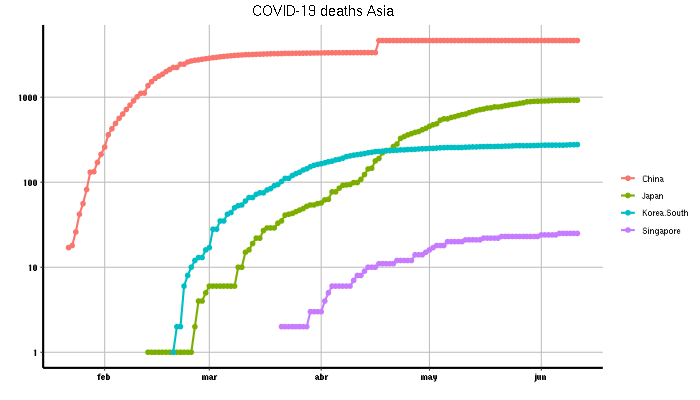 COVID-19 deaths Asia
1000
100
10
1
feb mar abr may jun
China
Japan
Korea.South
Singapore